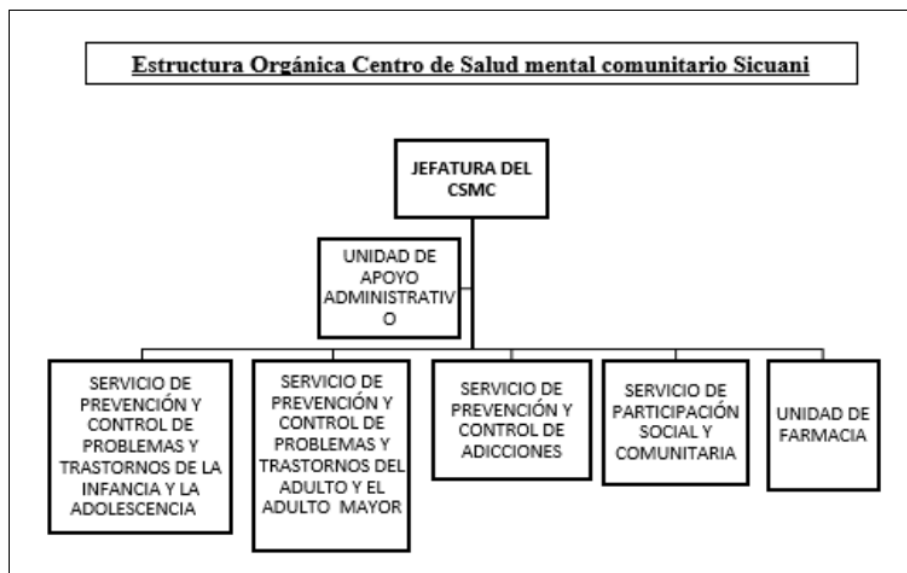 Estructura Orgánica Centro de Salud mental comunitario Sicuani
JEFATURA DEL
CSMC
UNIDAD DE
APOYO
ADMINISTRATIV
O
SERVICIO DE
PREVENCIÓN Y
CONTROL DE
PROBLEMAS Y
TRASTORNOS DE LA
INFANCIA Y LA
ADOLESCENCIA
SERVICIO DE
PREVENCIÓN Y
CONTROL DE
PROBLEMAS Y
TRASTORNOS DEL
ADULTO Y EL
ADULTO MAYOR
SERVICIO DE
PREVENCIÓN Y
CONTROL DE
ADICCIONES
SERVICIO DE
PARTICIPACIÓN
SOCIAL Y
COMUNITARIA
UNIDAD DE
FARMACIA